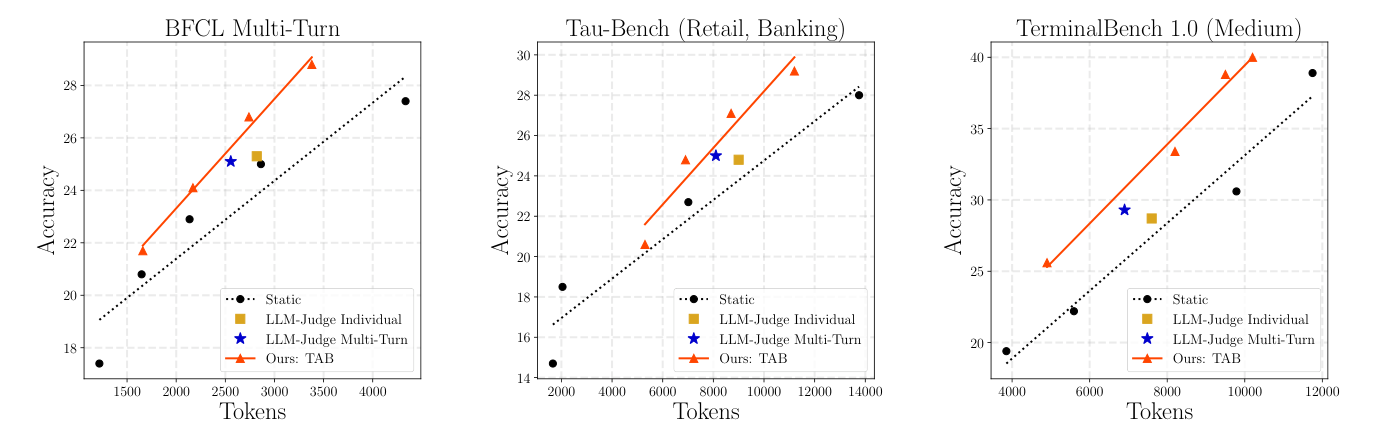 BFCL Multi-Turn
Accuracy
28
26
24
22
20
18
1500
2000
2500
3000
3500
4000
Tokens
Static
LLM-Judge Individual
LLM-Judge Multi-Turn
Ours: TAB
Tau-Bench (Retail, Banking)
Accuracy
30
28
26
24
22
20
18
16
14
2000
4000
6000
8000
10000
12000
14000
Tokens
Static
LLM-Judge Individual
LLM-Judge Multi-Turn
Ours: TAB
TerminalBench 1.0 (Medium)
Accuracy
40
35
30
25
20
4000
6000
8000
10000
12000
Tokens
Static
LLM-Judge Individual
LLM-Judge Multi-Turn
Ours: TAB